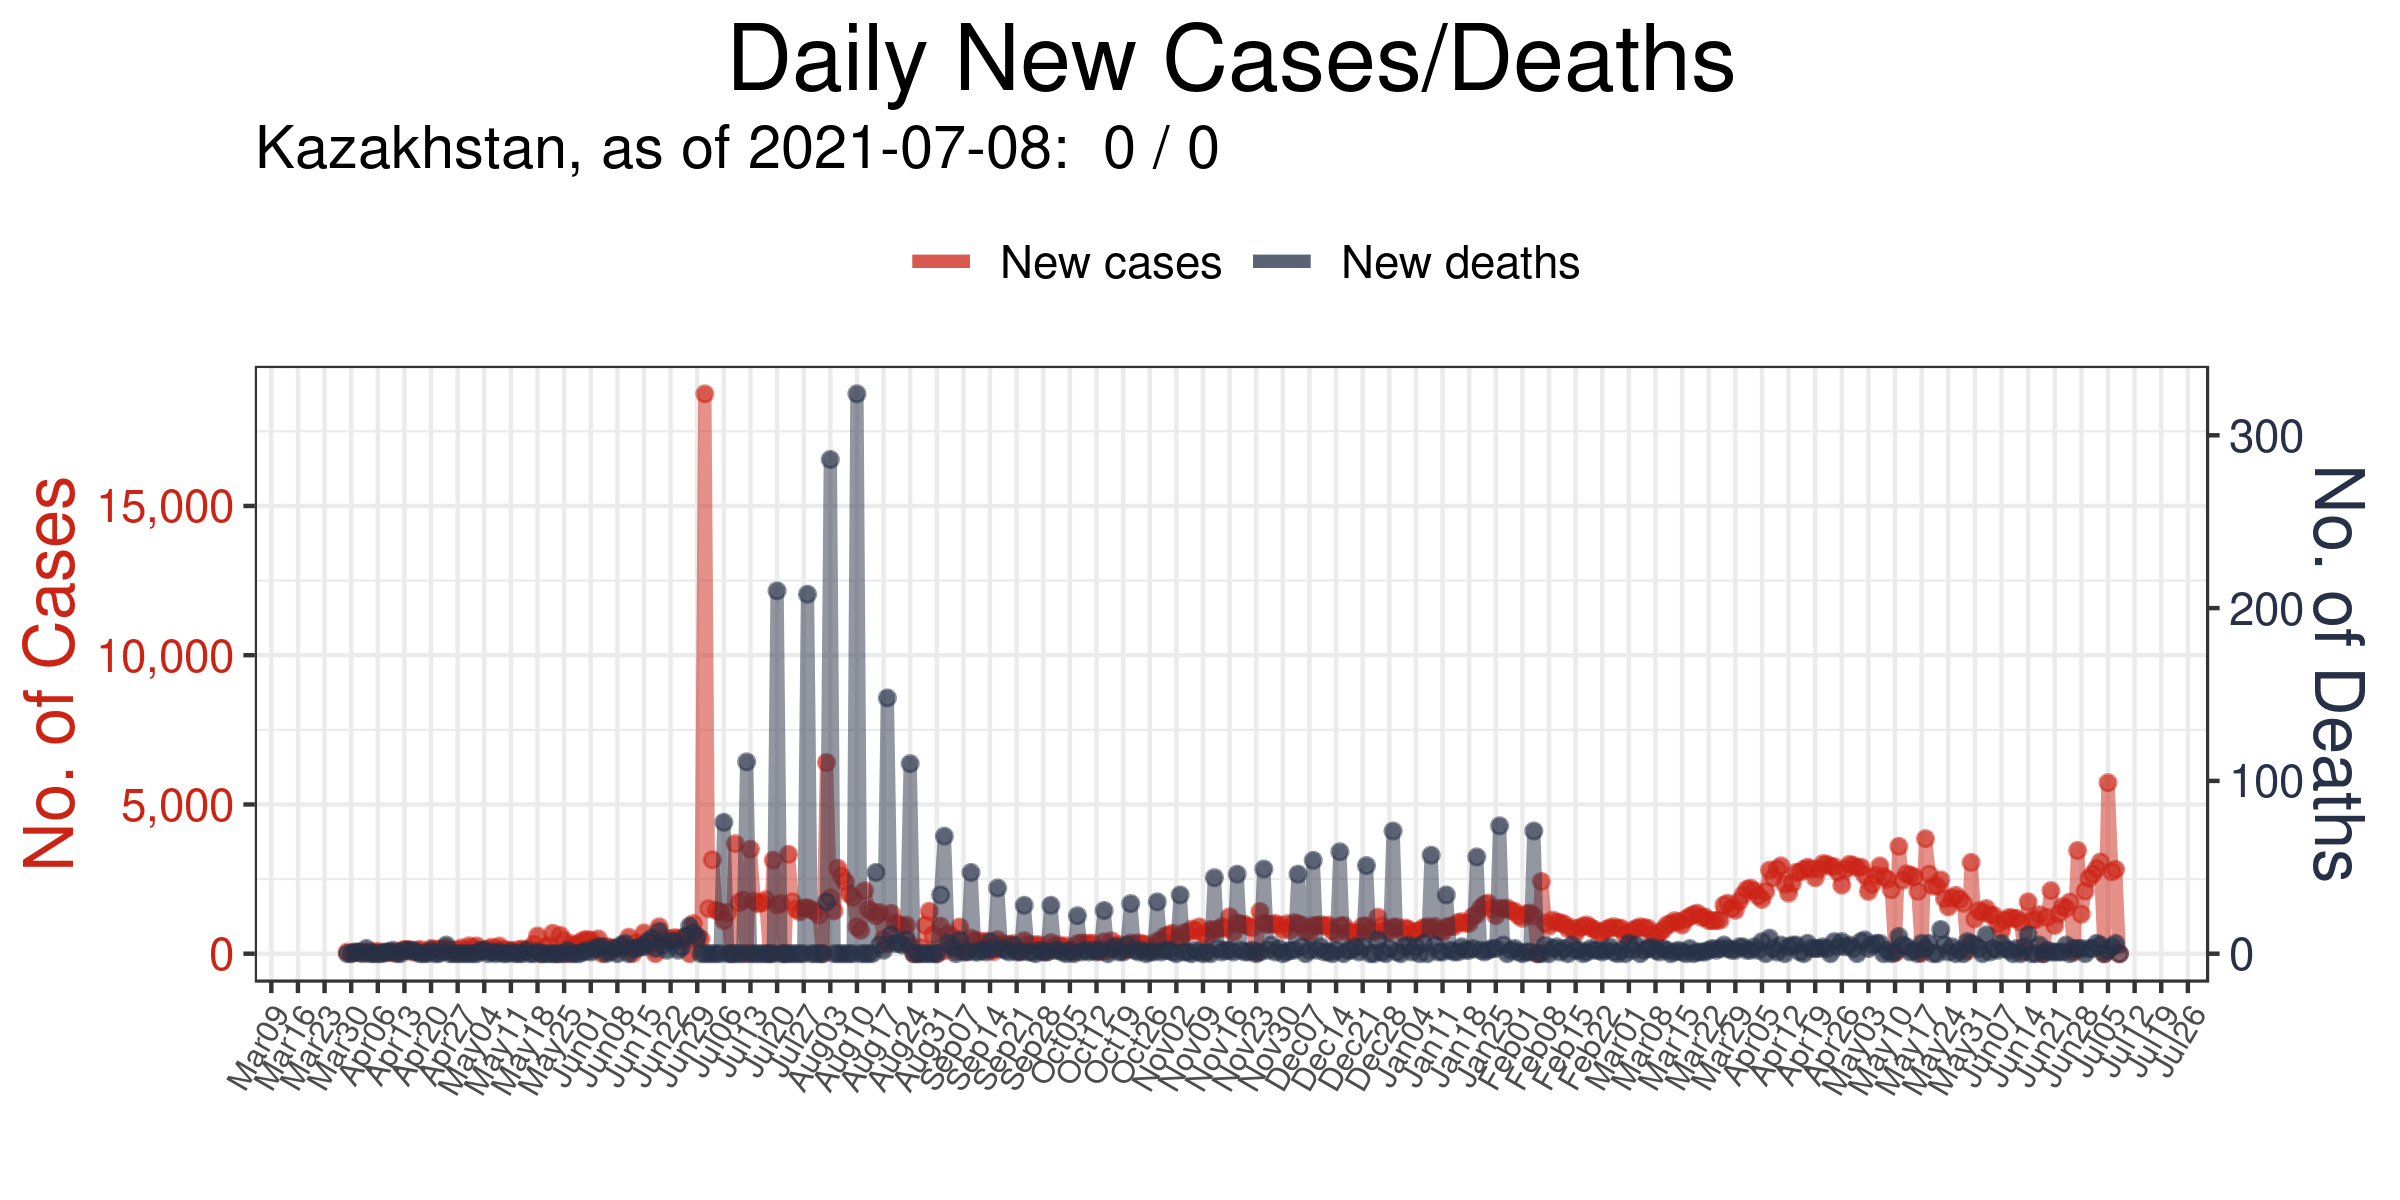 Daily New Cases/Deaths
Kazakhstan, as of 2021-07-08:  0 / 0
New cases
New deaths
No. of Cases
15,000
10,000
5,000
0
300
200
100
0
No. of Deaths
Mar09
Mar16
Mar23
Mar30
Apr06
Apr13
Apr20
Apr27
May04
May11
May18
May25
Jun01
Jun08
Jun15
Jun22
Jun29
Jul06
Jul13
Jul20
Jul27
Aug03
Aug10
Aug17
Aug24
Aug31
Sep07
Sep14
Sep21
Sep28
Oct05
Oct12
Oct19
Oct26
Nov02
Nov09
Nov16
Nov23
Nov30
Dec07
Dec14
Dec21
Dec28
Jan04
Jan11
Jan18
Jan25
Feb01
Feb08
Feb15
Feb22
Mar01
Mar08
Mar15
Mar22
Mar29
Apr05
Apr12
Apr19
Apr26
May03
May10
May17
May24
May31
Jun07
Jun14
Jun21
Jun28
Jul05
Jul12
Jul19
Jul26